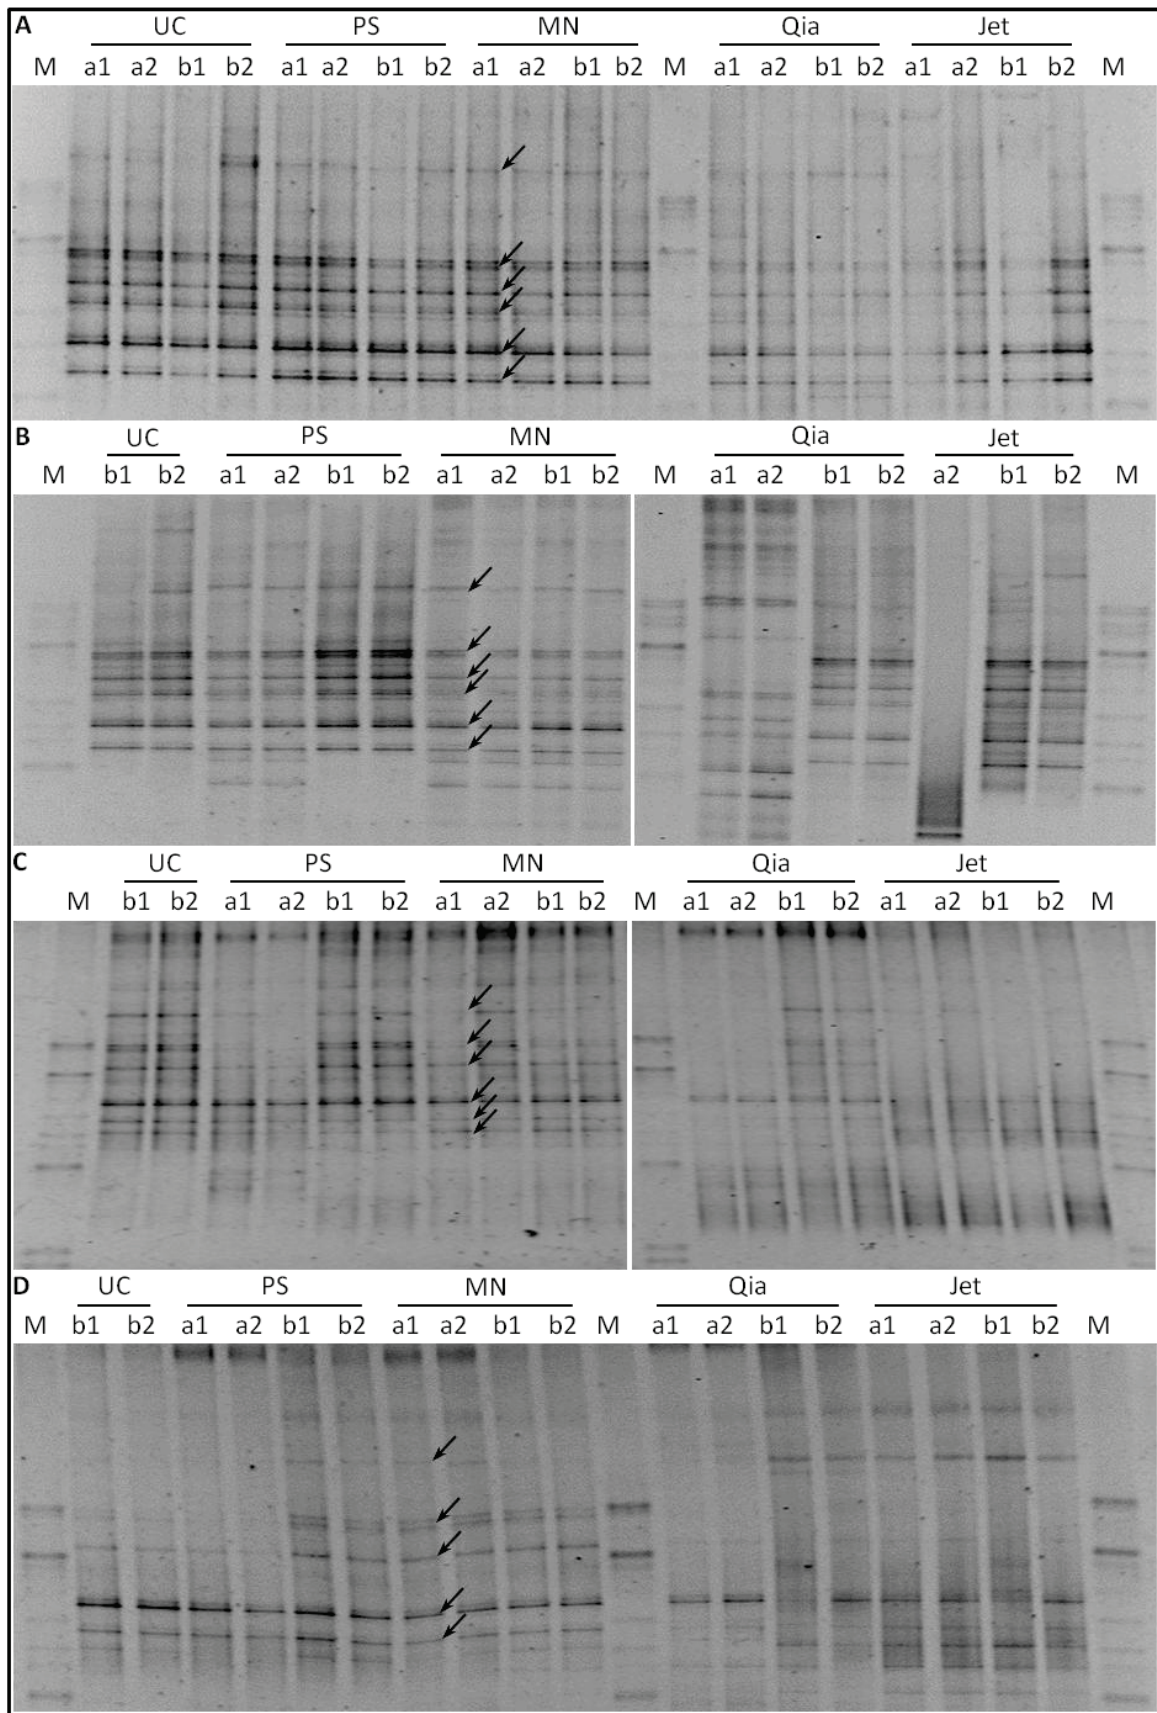 A UC PS MN Qia Jet
M a1 a2 b1 b2 a1 a2 b1 b2 a1 a2 b1 b2 M a1 a2 b1 b2 a1 a2 b1 b2 M
B UC PS MN Qia Jet
M b1 b2 a1 a2 b1 b2 a1 a2 b1 b2 M a1 a2 b1 b2 a2 b1 b2 M
C UC PS MN Qia Jet
M b1 b2 a1 a2 b1 b2 a1 a2 b1 b2 M a1 a2 b1 b2 a1 a2 b1 b2 M
D UC PS MN Qia Jet
M b1 b2 a1 a2 b1 b2 a1 a2 b1 b2 M a1 a2 b1 b2 a1 a2 b1 b2 M